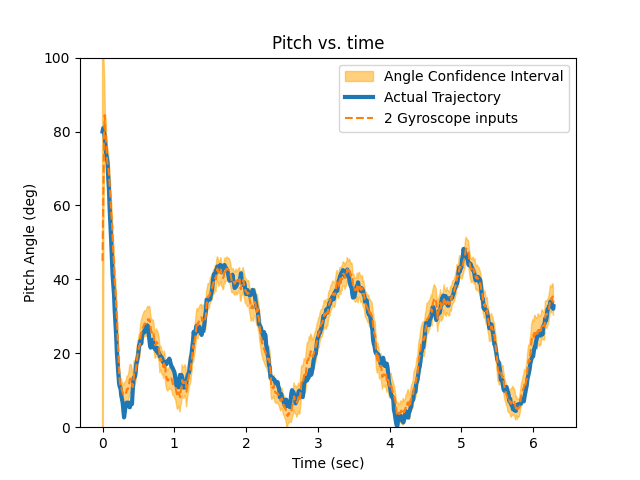 Pitch vs. time
Angle Confidence Interval
Actual Trajectory
2 Gyroscope inputs
Pitch Angle (deg)
100
80
60
40
20
0
0 1 2 3 4 5 6
Time (sec)